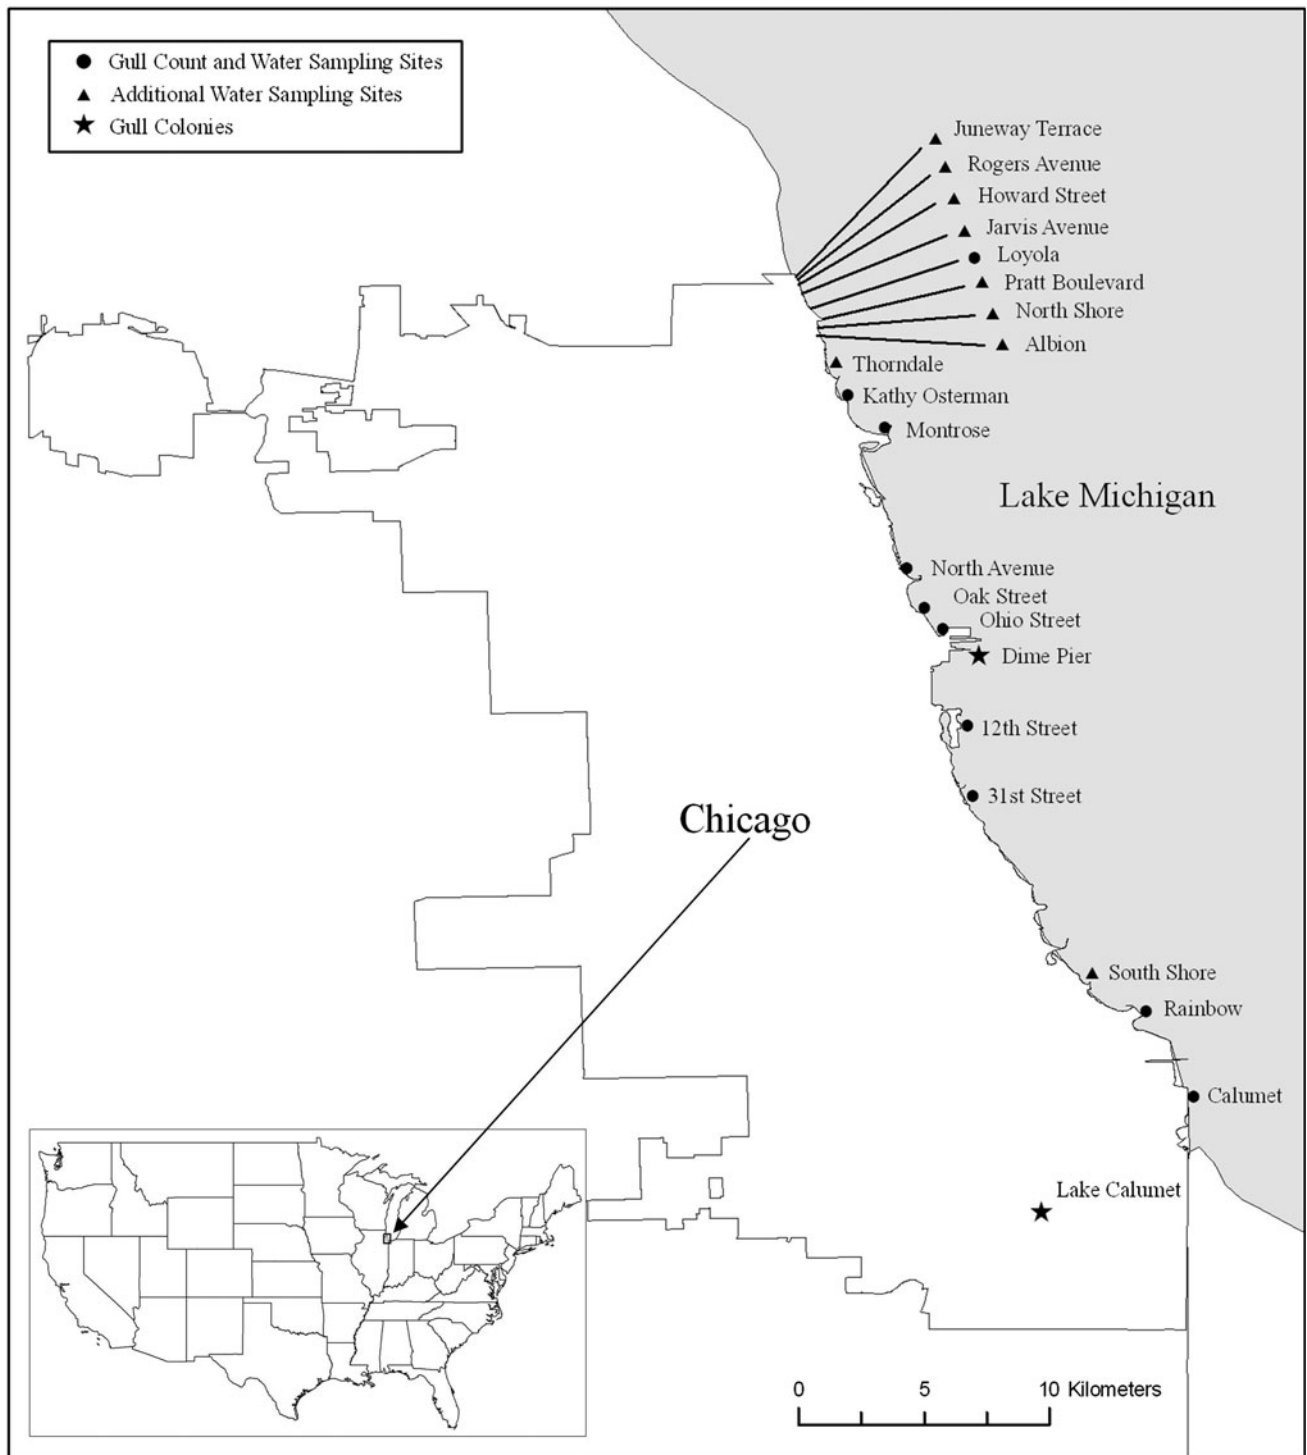 Gull Count and Water Sampling Sites
Additional Water Sampling Sites
Gull Colonies
Juneway Terrace
Rogers Avenue
Howard Street
Jarvis Avenue
Loyola
Pratt Boulevard
North Shore
Albion
Thorndale
Kathy Osterman
Montrose
Lake Michigan
North Avenue
Oak Street
Ohio Street
Dime Pier
12th Street
31st Street
Chicago
South Shore
Rainbow
Calumet
Lake Calumet
0 5 10 Kilometers